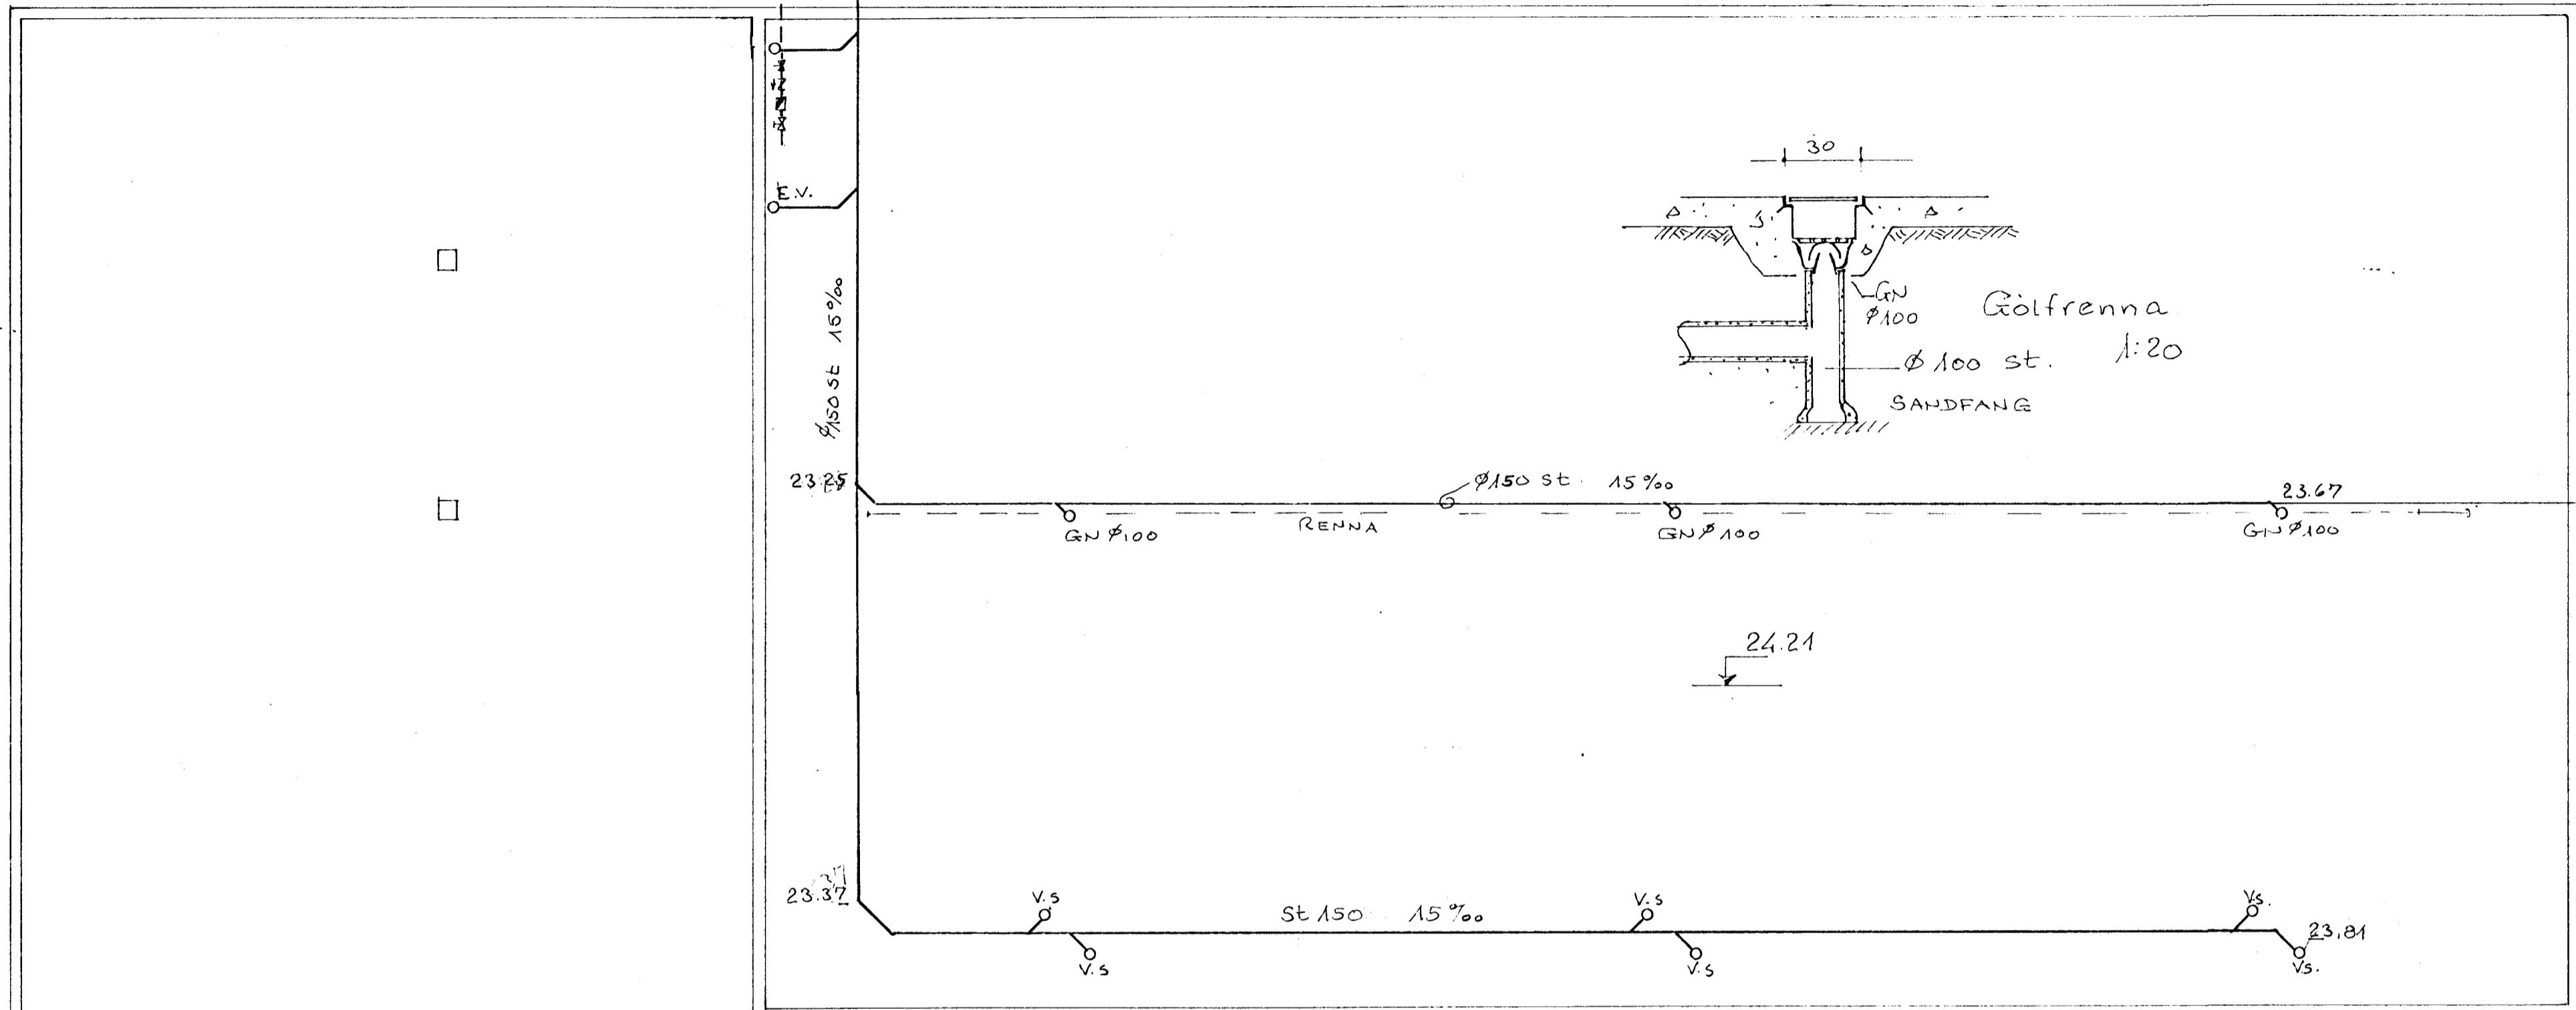 30
E.V.
GN
Ø100
Gólfrenna
1:20
Ø 100 st.
SANDFANG
Ø150 st 15‰
23.25
Ø150 st. 15‰
23.67
GN Ø100
RENNA
GN Ø100
GN Ø100
24.21
23.37
V.S
V.S
V.S
V.S
Vs.
Vs.
St 150 15‰
23.81